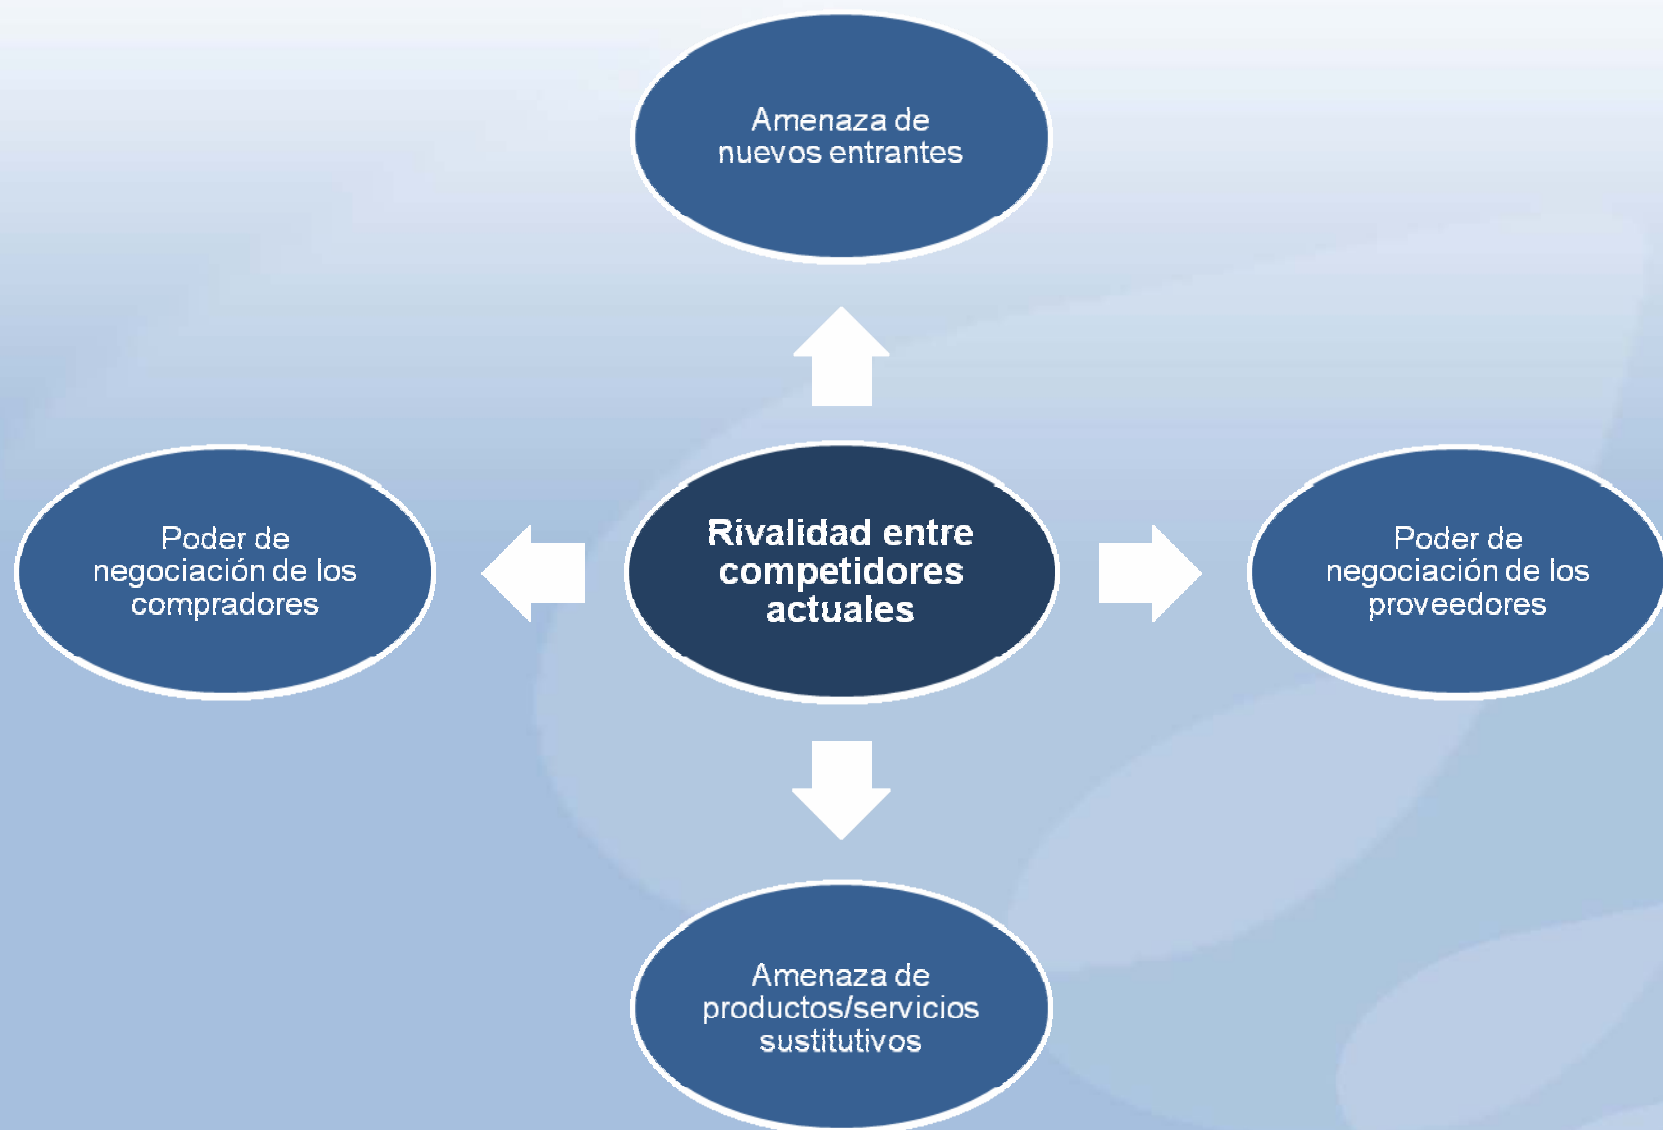 Amenaza de
nuevos entrantes
Poder de
negociación de los
compradores
Rivalidad entre
competidores
actuales
Poder de
negociación de los
proveedores
Amenaza de
productos/servicios
sustitutivos